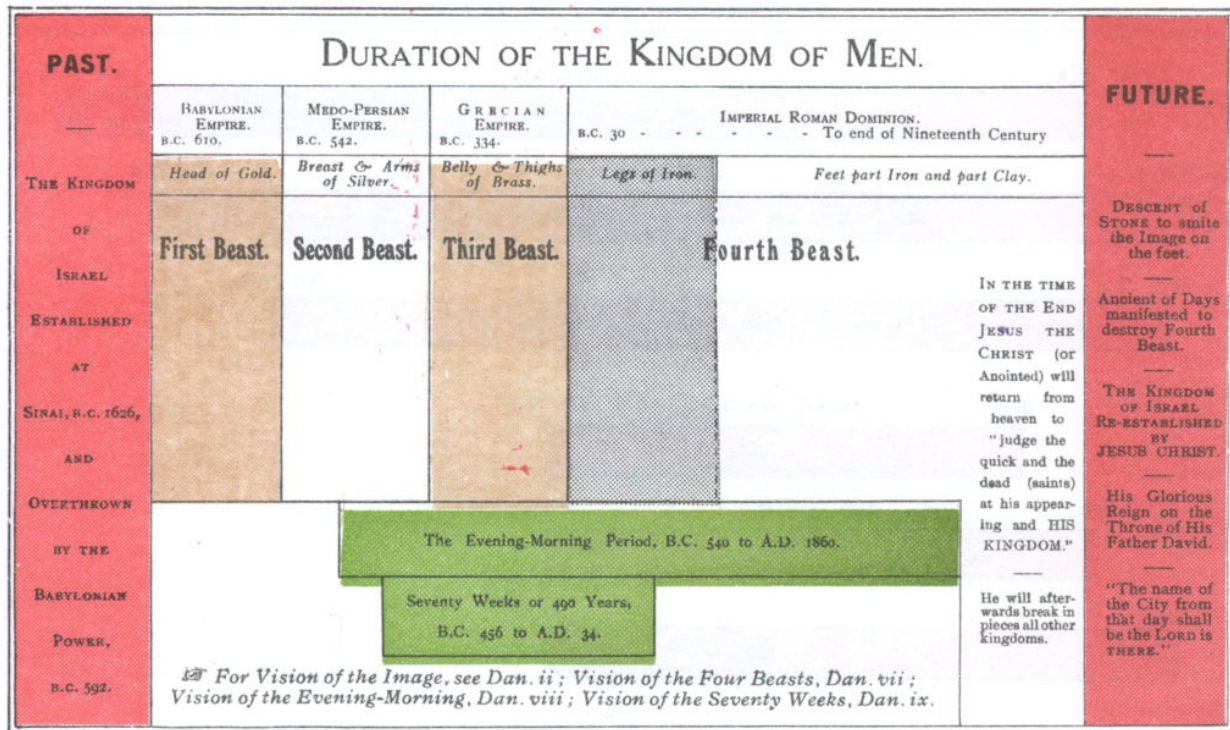 PAST.
THE KINGDOM
OF
ISRAEL
ESTABLISHED
AT
SINAI, B.C. 1626,
AND
OVERTHROWN
BY THE
BABYLONIAN
POWER,
B.C. 592.
DURATION OF THE KINGDOM OF MEN.
BABYLONIAN
EMPIRE.
B.C. 610.
MEDO-PERSIAN
EMPIRE.
B.C. 542.
GRECIAN
EMPIRE.
B.C. 334.
IMPERIAL ROMAN DOMINION.
B.C. 30 - - - - - - To end of Nineteenth Century
Head of Gold.
Breast & Arms
of Silver.
Belly & Thighs
of Brass.
Legs of Iron.
Feet part Iron and part Clay.
First Beast.
Second Beast.
Third Beast.
Fourth Beast.
IN THE TIME
OF THE END
JESUS THE
CHRIST (or
Anointed) will
return from
heaven to
"judge the
quick and the
dead (saints)
at his appear-
ing and HIS
KINGDOM."
He will after-
wards break in
pieces all other
kingdoms.
The Evening-Morning Period, B.C. 540 to A.D. 1860.
Seventy Weeks or 490 Years,
B.C. 456 to A.D. 34.
☞ For Vision of the Image, see Dan. ii ; Vision of the Four Beasts, Dan. vii ;
Vision of the Evening-Morning, Dan. viii ; Vision of the Seventy Weeks, Dan. ix.
FUTURE.
DESCENT of
STONE to smite
the Image on
the feet.
Ancient of Days
manifested to
destroy Fourth
Beast.
THE KINGDOM
OF ISRAEL
RE-ESTABLISHED
BY
JESUS CHRIST.
His Glorious
Reign on the
Throne of His
Father David.
"The name of
the City from
that day shall
be the LORD IS
THERE."